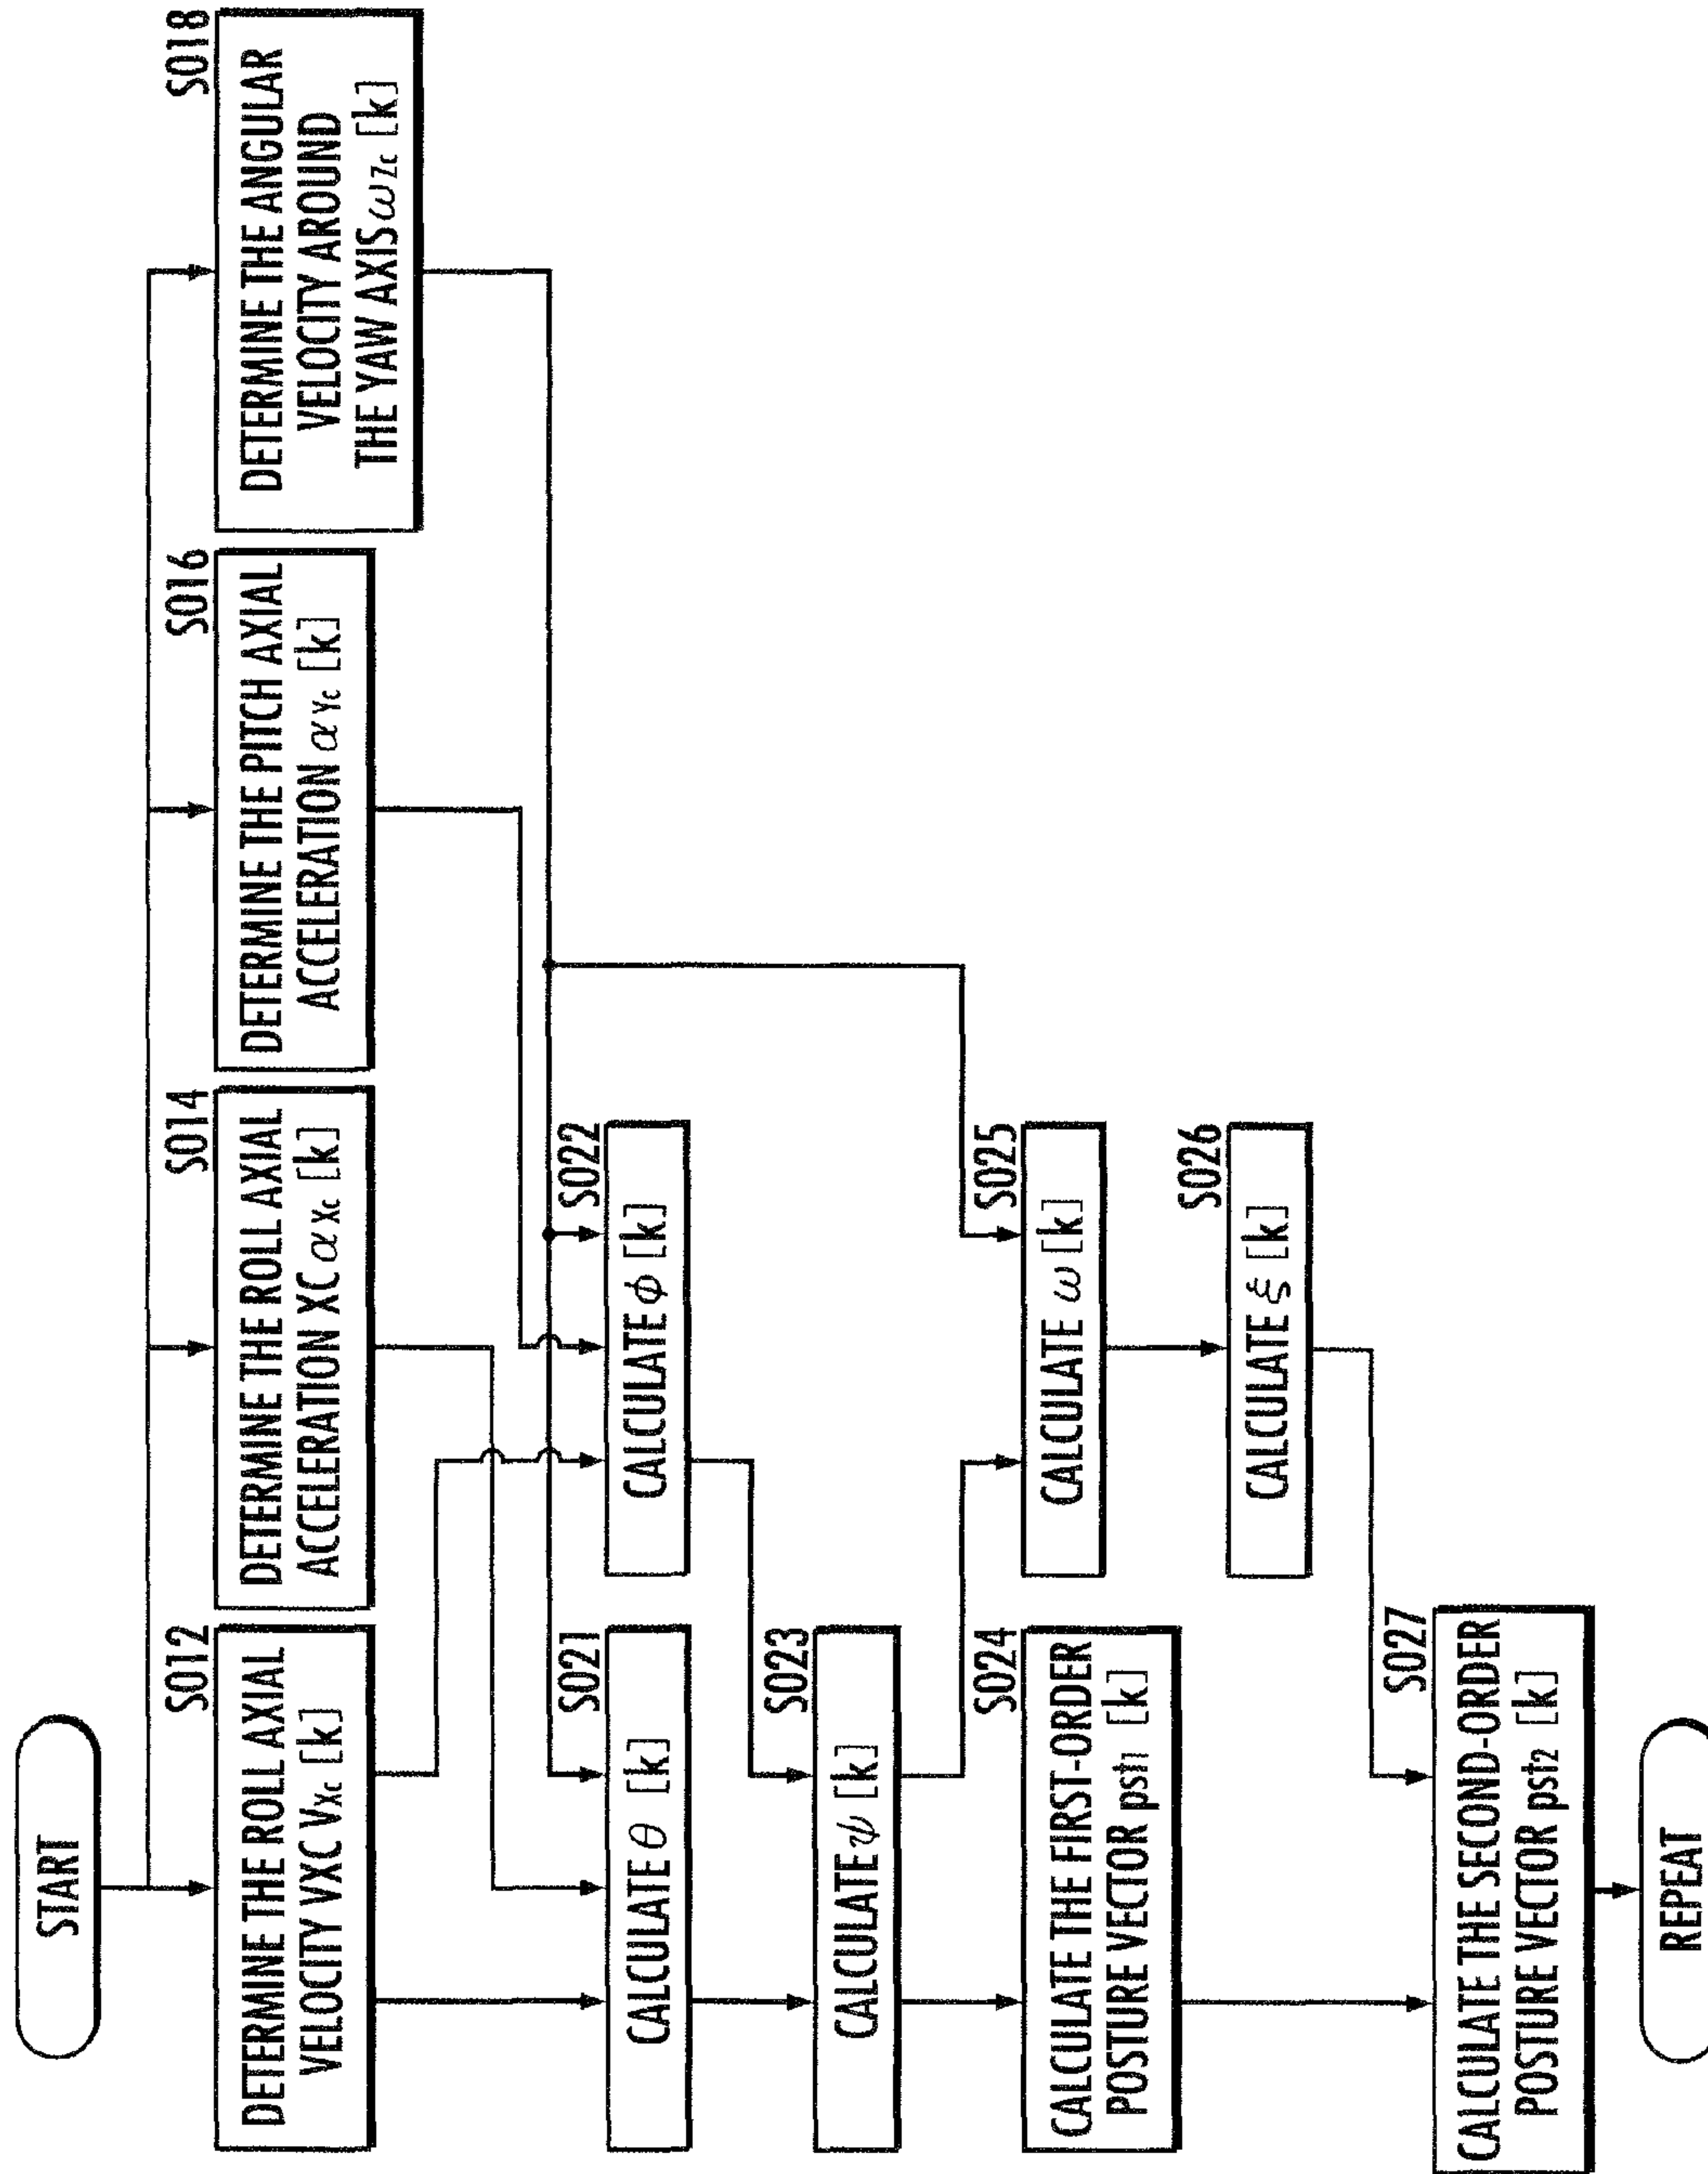 START
S012
DETERMINE THE ROLL AXIAL
VELOCITY VXC VXc [k]
S014
DETERMINE THE ROLL AXIAL
ACCELERATION XC αXc [k]
S016
DETERMINE THE PITCH AXIAL
ACCELERATION αYc [k]
S018
DETERMINE THE ANGULAR
VELOCITY AROUND
THE YAW AXIS ωZc [k]
S021
CALCULATE θ [k]
S022
CALCULATE ϕ [k]
S023
CALCULATE ψ [k]
S024
CALCULATE THE FIRST-ORDER
POSTURE VECTOR pst1 [k]
S025
CALCULATE ω [k]
S026
CALCULATE ξ [k]
S027
CALCULATE THE SECOND-ORDER
POSTURE VECTOR pst2 [k]
REPEAT